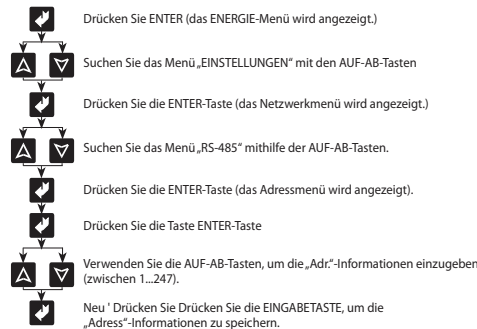 Drücken Sie ENTER (das ENERGIE-Menü wird angezeigt.)
Suchen Sie das Menü „EINSTELLUNGEN“ mit den AUF-AB-Tasten
Drücken Sie die ENTER-Taste (das Netzwerkmenü wird angezeigt.)
Suchen Sie das Menü „RS-485“ mithilfe der AUF-AB-Tasten.
Drücken Sie die ENTER-Taste (das Adressmenü wird angezeigt).
Drücken Sie die Taste ENTER-Taste
Verwenden Sie die AUF-AB-Tasten, um die „Adr.“-Informationen einzugeben
(zwischen 1...247).
Neu ' Drücken Sie Drücken Sie die EINGABETASTE, um die
„Adress“-Informationen zu speichern.